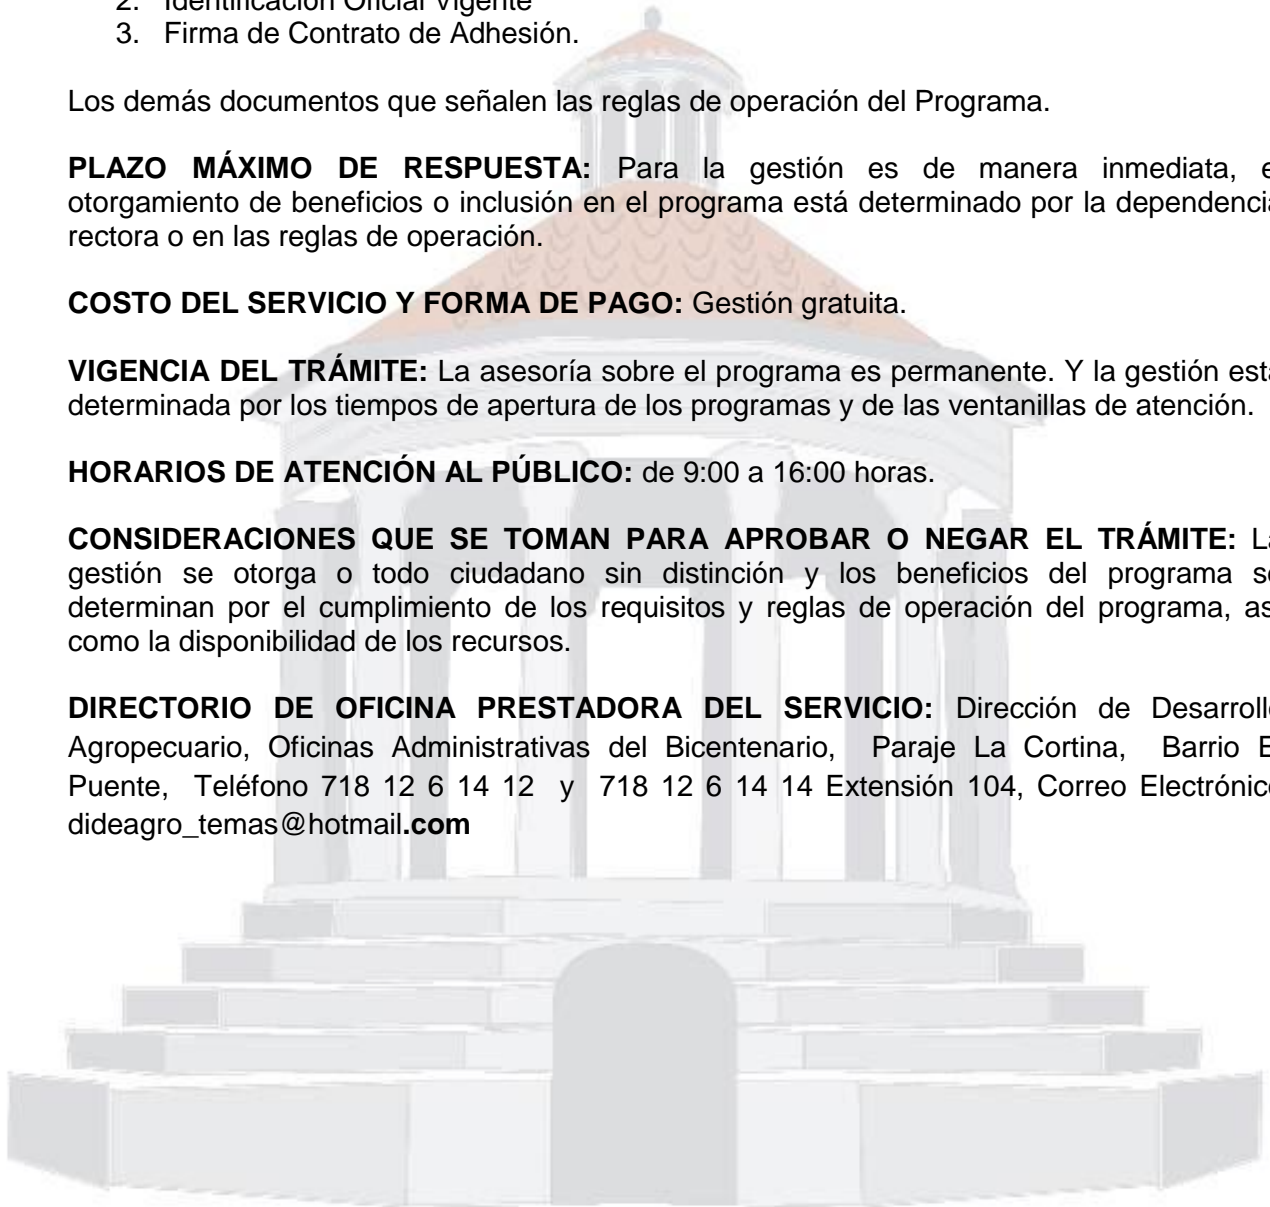 2. Identificación Oficial Vigente
3. Firma de Contrato de Adhesión.
Los demás documentos que señalen las reglas de operación del Programa.
PLAZO MÁXIMO DE RESPUESTA: Para la gestión es de manera inmediata, e
otorgamiento de beneficios o inclusión en el programa está determinado por la dependencia
rectora o en las reglas de operación.
COSTO DEL SERVICIO Y FORMA DE PAGO: Gestión gratuita.
VIGENCIA DEL TRÁMITE: La asesoría sobre el programa es permanente. Y la gestión está
determinada por los tiempos de apertura de los programas y de las ventanillas de atención.
HORARIOS DE ATENCIÓN AL PÚBLICO: de 9:00 a 16:00 horas.
CONSIDERACIONES QUE SE TOMAN PARA APROBAR O NEGAR EL TRÁMITE: La
gestión se otorga o todo ciudadano sin distinción y los beneficios del programa se
determinan por el cumplimiento de los requisitos y reglas de operación del programa, as
como la disponibilidad de los recursos.
DIRECTORIO DE OFICINA PRESTADORA DEL SERVICIO: Dirección de Desarrollo
Agropecuario, Oficinas Administrativas del Bicentenario, Paraje La Cortina, Barrio E
Puente, Teléfono 718 12 6 14 12 y 718 12 6 14 14 Extensión 104, Correo Electrónico
dideagro_temas@hotmail.com